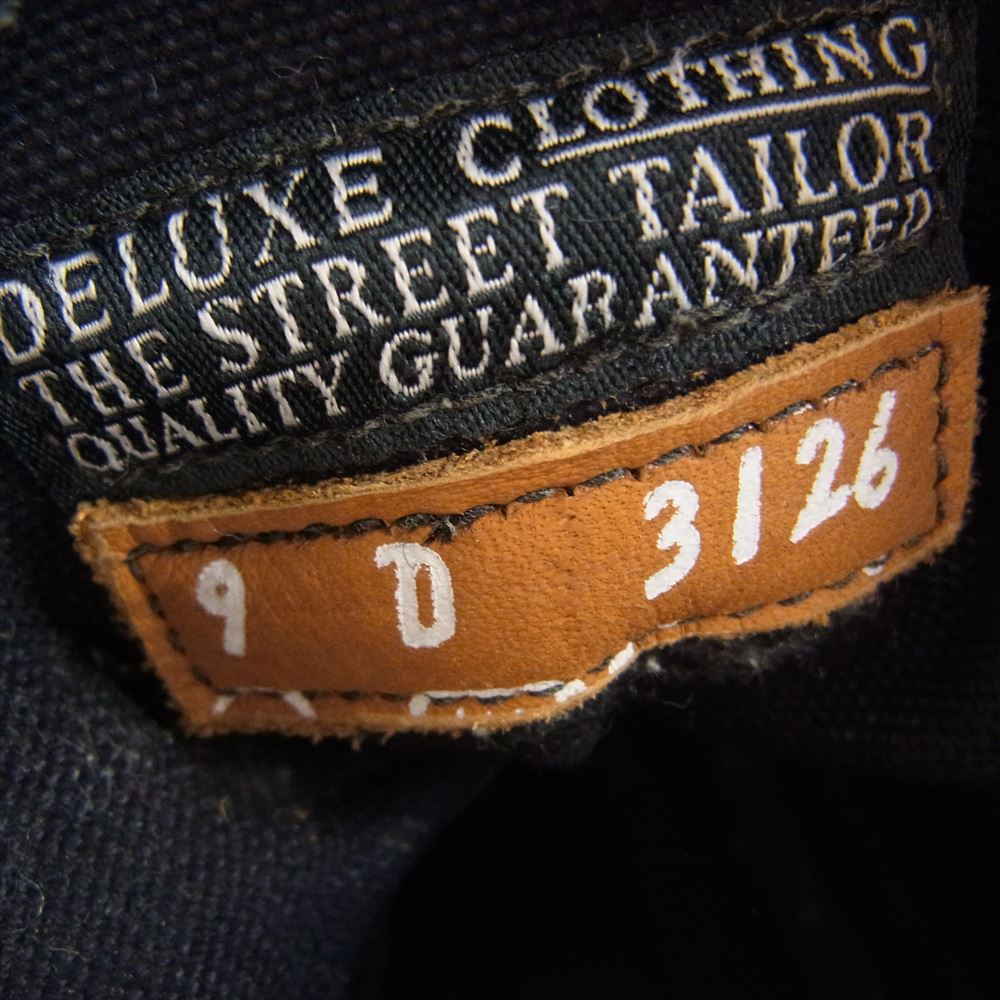 DELUXE CLOTHING
THE STREET TAILOR
QUALITY GUARANTEED
9 D 3126